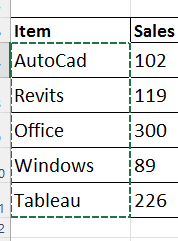 Item Sales
AutoCad 102
Revits 119
Office 300
Windows 89
Tableau 226